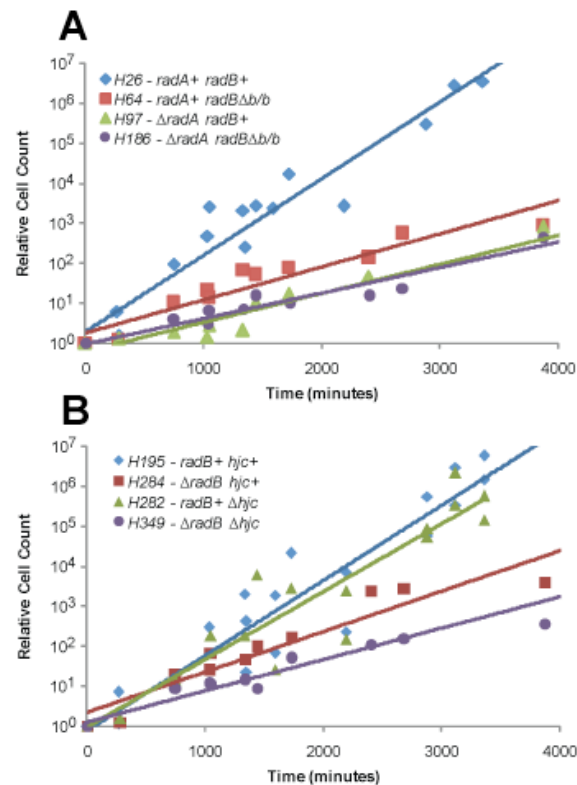 A
10⁷
10⁶
10⁵
10⁴
10³
10²
10¹
10⁰
Relative Cell Count
H26 - radA+ radB+
H64 - radA+ radBΔb/b
H97 - ΔradA radB+
H186 - ΔradA radBΔb/b
0 1000 2000 3000 4000
Time (minutes)
B
10⁷
10⁶
10⁵
10⁴
10³
10²
10¹
10⁰
Relative Cell Count
H195 - radB+ hjc+
H284 - ΔradB hjc+
H282 - radB+ Δhjc
H349 - ΔradB Δhjc
0 1000 2000 3000 4000
Time (minutes)